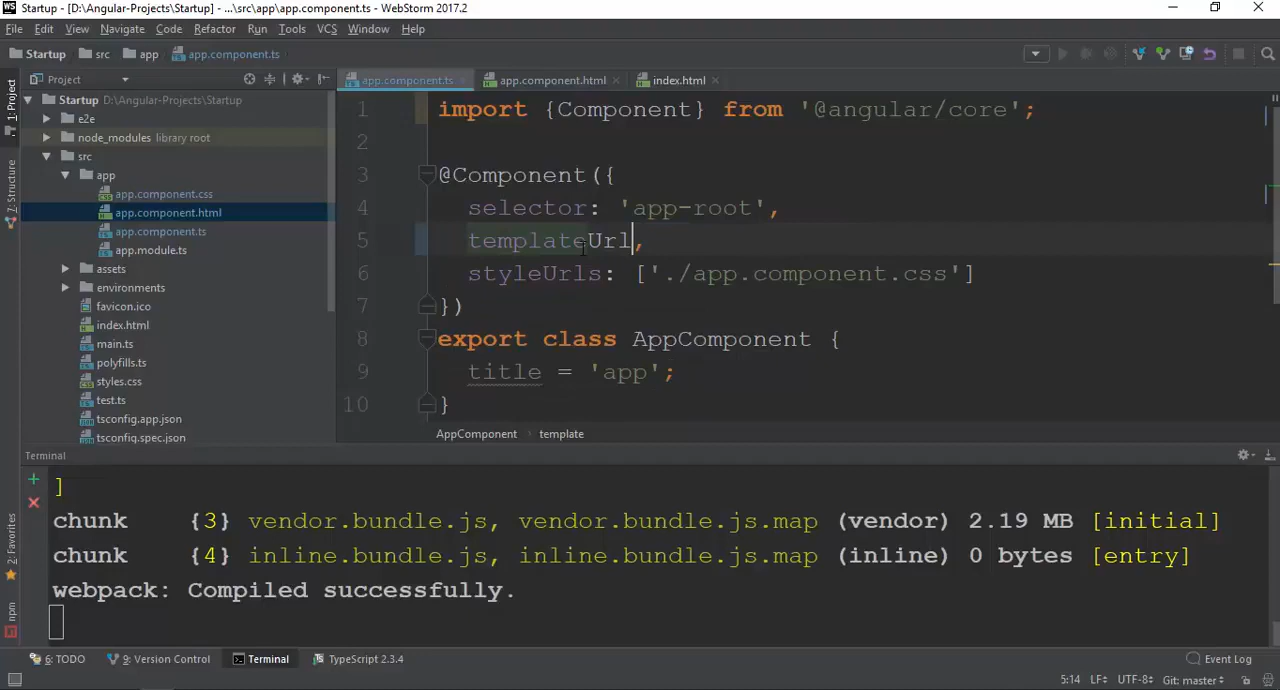 Startup - [D:\Angular-Projects\Startup] - ...\src\app\app.component.ts - WebStorm 2017.2
File Edit View Navigate Code Refactor Run Tools VCS Window Help
Startup src app app.component.ts
Project
app.component.ts app.component.html index.html
1: Project
Z: Structure
2: Favorites
npm
Startup D:\Angular-Projects\Startup
e2e
node_modules library root
src
app
app.component.css
app.component.html
app.component.ts
app.module.ts
assets
environments
favicon.ico
index.html
main.ts
polyfills.ts
styles.css
test.ts
tsconfig.app.json
tsconfig.spec.json
1 import {Component} from '@angular/core';
2
3 @Component({
4 selector: 'app-root',
5 templateUrl,
6 styleUrls: ['./app.component.css']
7 })
8 export class AppComponent {
9 title = 'app';
10 }
AppComponent template
Terminal
]
chunk {3} vendor.bundle.js, vendor.bundle.js.map (vendor) 2.19 MB [initial]
chunk {4} inline.bundle.js, inline.bundle.js.map (inline) 0 bytes [entry]
webpack: Compiled successfully.
6: TODO 9: Version Control Terminal TypeScript 2.3.4 Event Log
5:14 LF UTF-8 Git: master